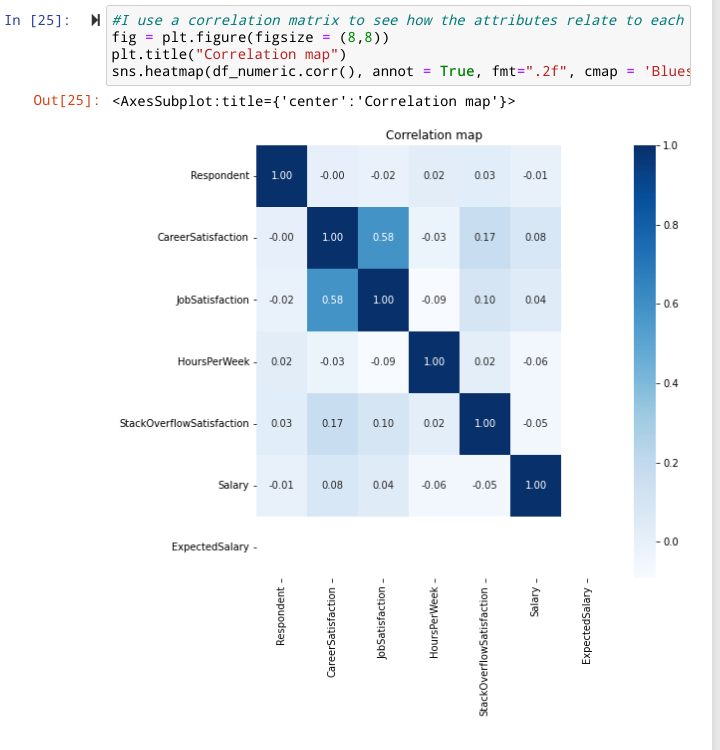 In [25]:
#I use a correlation matrix to see how the attributes relate to each
fig = plt.figure(figsize = (8,8))
plt.title("Correlation map")
sns.heatmap(df_numeric.corr(), annot = True, fmt=".2f", cmap = 'Blues
Out[25]: <AxesSubplot:title={'center':'Correlation map'}>
Correlation map
Respondent 1.00 -0.00 -0.02 0.02 0.03 -0.01
CareerSatisfaction -0.00 1.00 0.58 -0.03 0.17 0.08
JobSatisfaction -0.02 0.58 1.00 -0.09 0.10 0.04
HoursPerWeek 0.02 -0.03 -0.09 1.00 0.02 -0.06
StackOverflowSatisfaction 0.03 0.17 0.10 0.02 1.00 -0.05
Salary -0.01 0.08 0.04 -0.06 -0.05 1.00
ExpectedSalary
Respondent
CareerSatisfaction
JobSatisfaction
HoursPerWeek
StackOverflowSatisfaction
Salary
ExpectedSalary
1.0
0.8
0.6
0.4
0.2
0.0